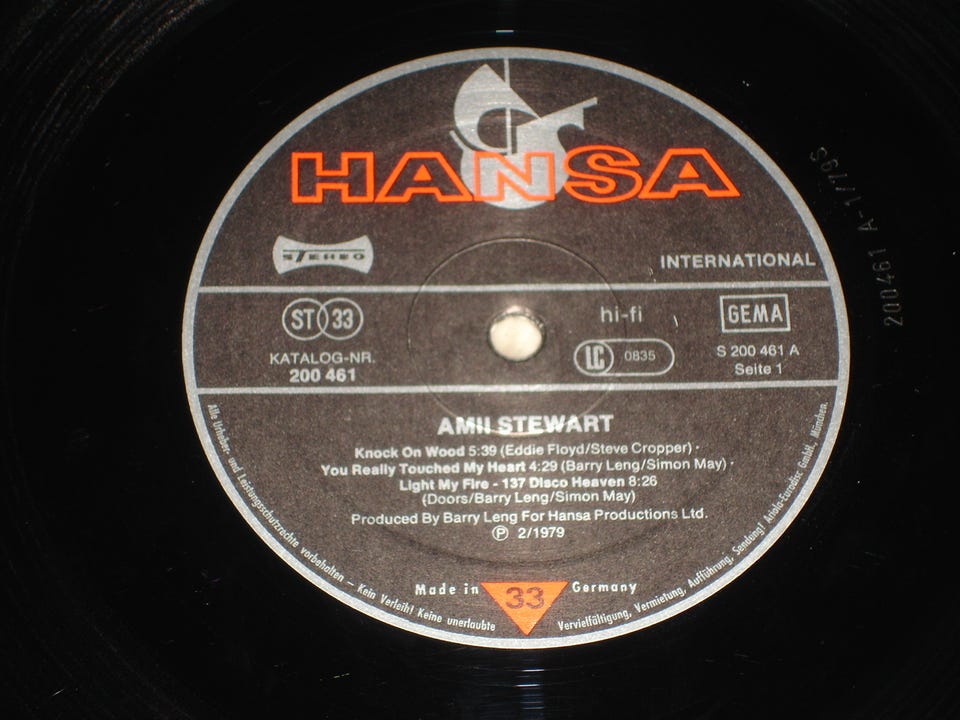 HANSA
STEREO
INTERNATIONAL
ST 33
hi-fi
GEMA
LC 0835
KATALOG-NR.
200 461
S 200 461 A
Seite 1
AMII STEWART
Knock On Wood 5:39 (Eddie Floyd/Steve Cropper) ·
You Really Touched My Heart 4:29 (Barry Leng/Simon May) ·
Light My Fire - 137 Disco Heaven 8:26
(Doors/Barry Leng/Simon May)
Produced By Barry Leng For Hansa Productions Ltd.
Ⓟ 2/1979
Made in 33 Germany
Alle Urheber- und Leistungsschutzrechte vorbehalten – Kein Verleih! Keine unerlaubte Vervielfältigung, Vermietung, Aufführung, Sendung! Ariola-Eurodisc GmbH, München.
200461 A-1/79S